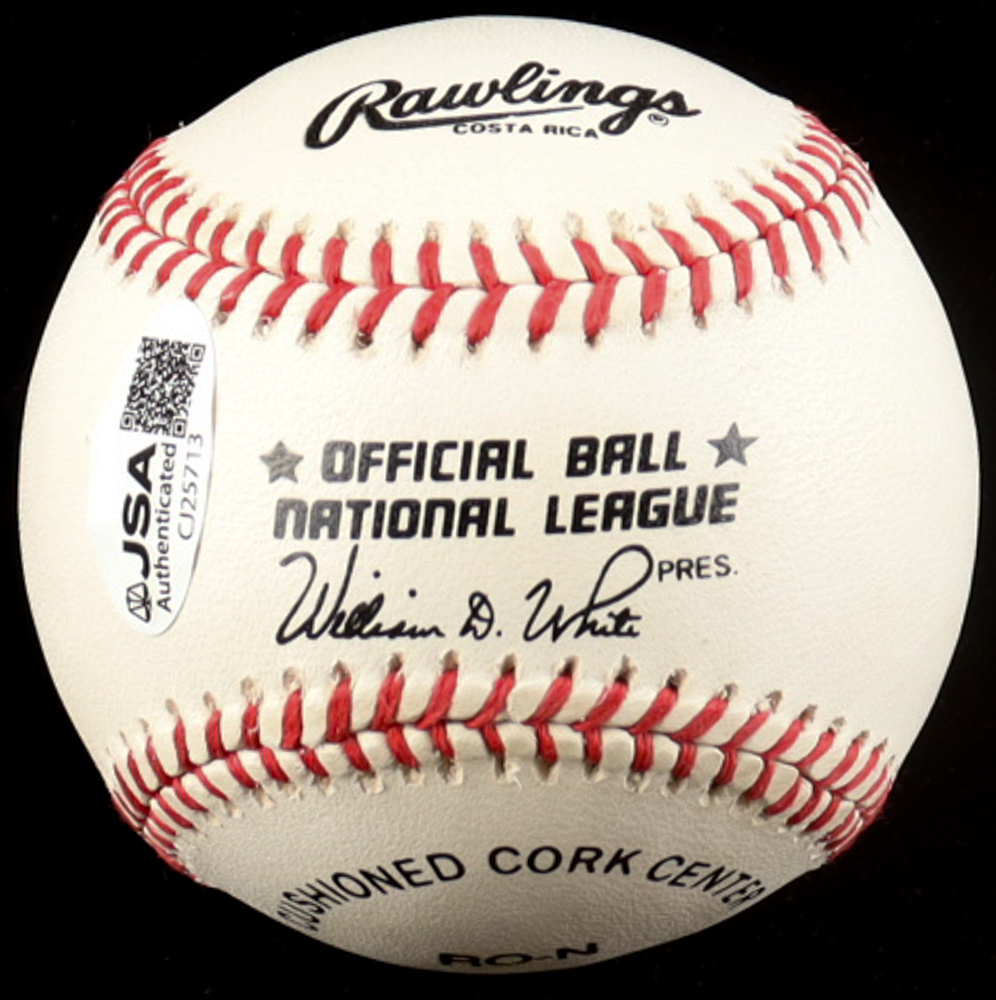 Rawlings®
COSTA RICA
JSA
Authenticated
CJ25713
OFFICIAL BALL
NATIONAL LEAGUE
William D. White PRES.
CUSHIONED CORK CENTER
RO-N